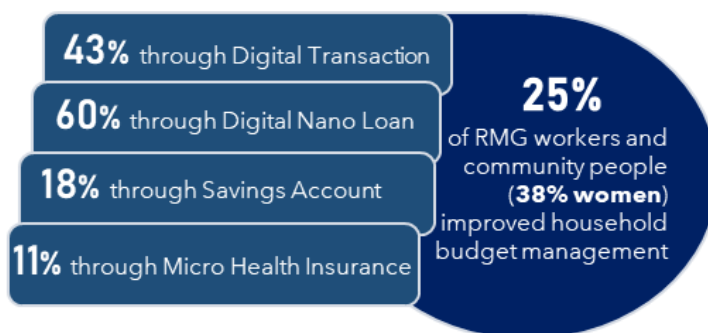 43% through Digital Transaction
60% through Digital Nano Loan
18% through Savings Account
11% through Micro Health Insurance
25%
of RMG workers and
community people
(38% women)
improved household
budget management